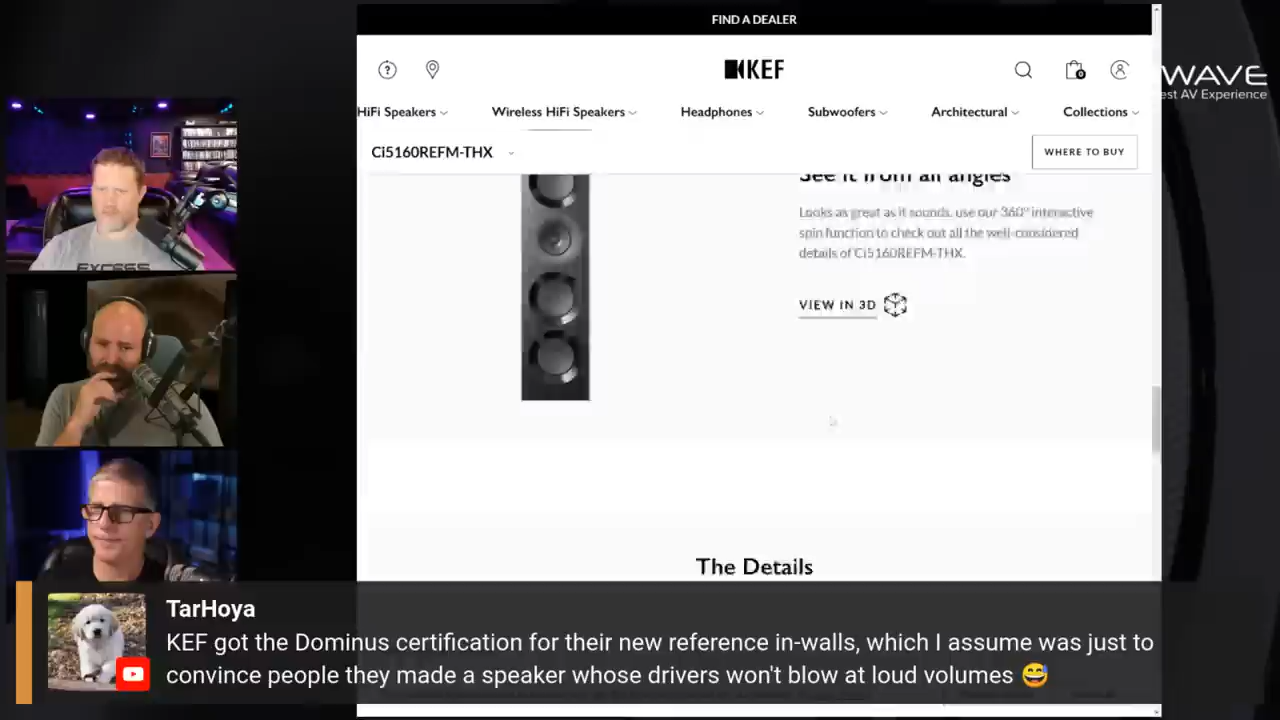 FIND A DEALER
KEF
WAVE
est AV Experience
HiFi Speakers
Wireless HiFi Speakers
Headphones
Subwoofers
Architectural
Collections
Ci5160REFM-THX
WHERE TO BUY
See it from all angles
Looks as great as it sounds, use our 360° interactive
spin function to check out all the well-considered
details of Ci5160REFM-THX.
VIEW IN 3D
The Details
EXCESS
TarHoya
KEF got the Dominus certification for their new reference in-walls, which I assume was just to
convince people they made a speaker whose drivers won't blow at loud volumes 😅